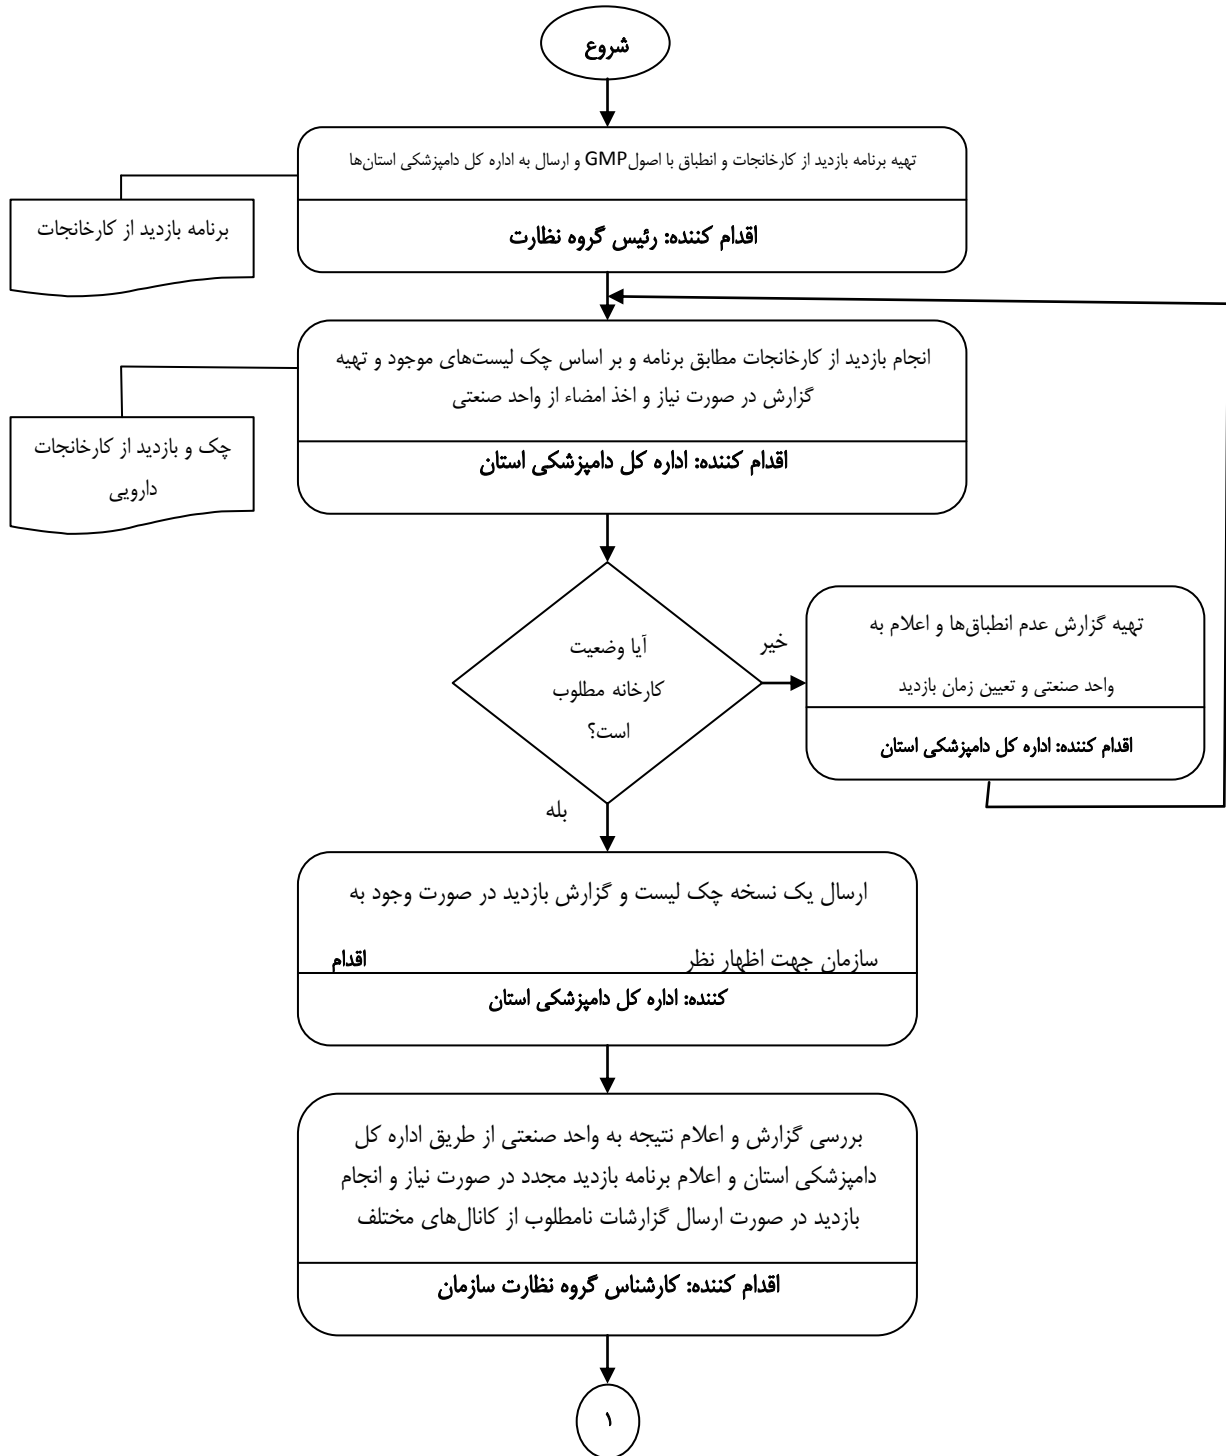 شروع
تهیه برنامه بازدید از کارخانجات و انطباق با اصول GMP و ارسال به اداره کل دامپزشکی استان‌ها
اقدام کننده: رئیس گروه نظارت
برنامه بازدید از کارخانجات
انجام بازدید از کارخانجات مطابق برنامه و بر اساس چک لیست‌های موجود و تهیه
گزارش در صورت نیاز و اخذ امضاء از واحد صنعتی
اقدام کننده: اداره کل دامپزشکی استان
چک و بازدید از کارخانجات
دارویی
آیا وضعیت
کارخانه مطلوب
است؟
خیر
تهیه گزارش عدم انطباق‌ها و اعلام به
واحد صنعتی و تعیین زمان بازدید
اقدام کننده: اداره کل دامپزشکی استان
بله
ارسال یک نسخه چک لیست و گزارش بازدید در صورت وجود به
سازمان جهت اظهار نظر اقدام
کننده: اداره کل دامپزشکی استان
بررسی گزارش و اعلام نتیجه به واحد صنعتی از طریق اداره کل
دامپزشکی استان و اعلام برنامه بازدید مجدد در صورت نیاز و انجام
بازدید در صورت ارسال گزارشات نامطلوب از کانال‌های مختلف
اقدام کننده: کارشناس گروه نظارت سازمان
۱